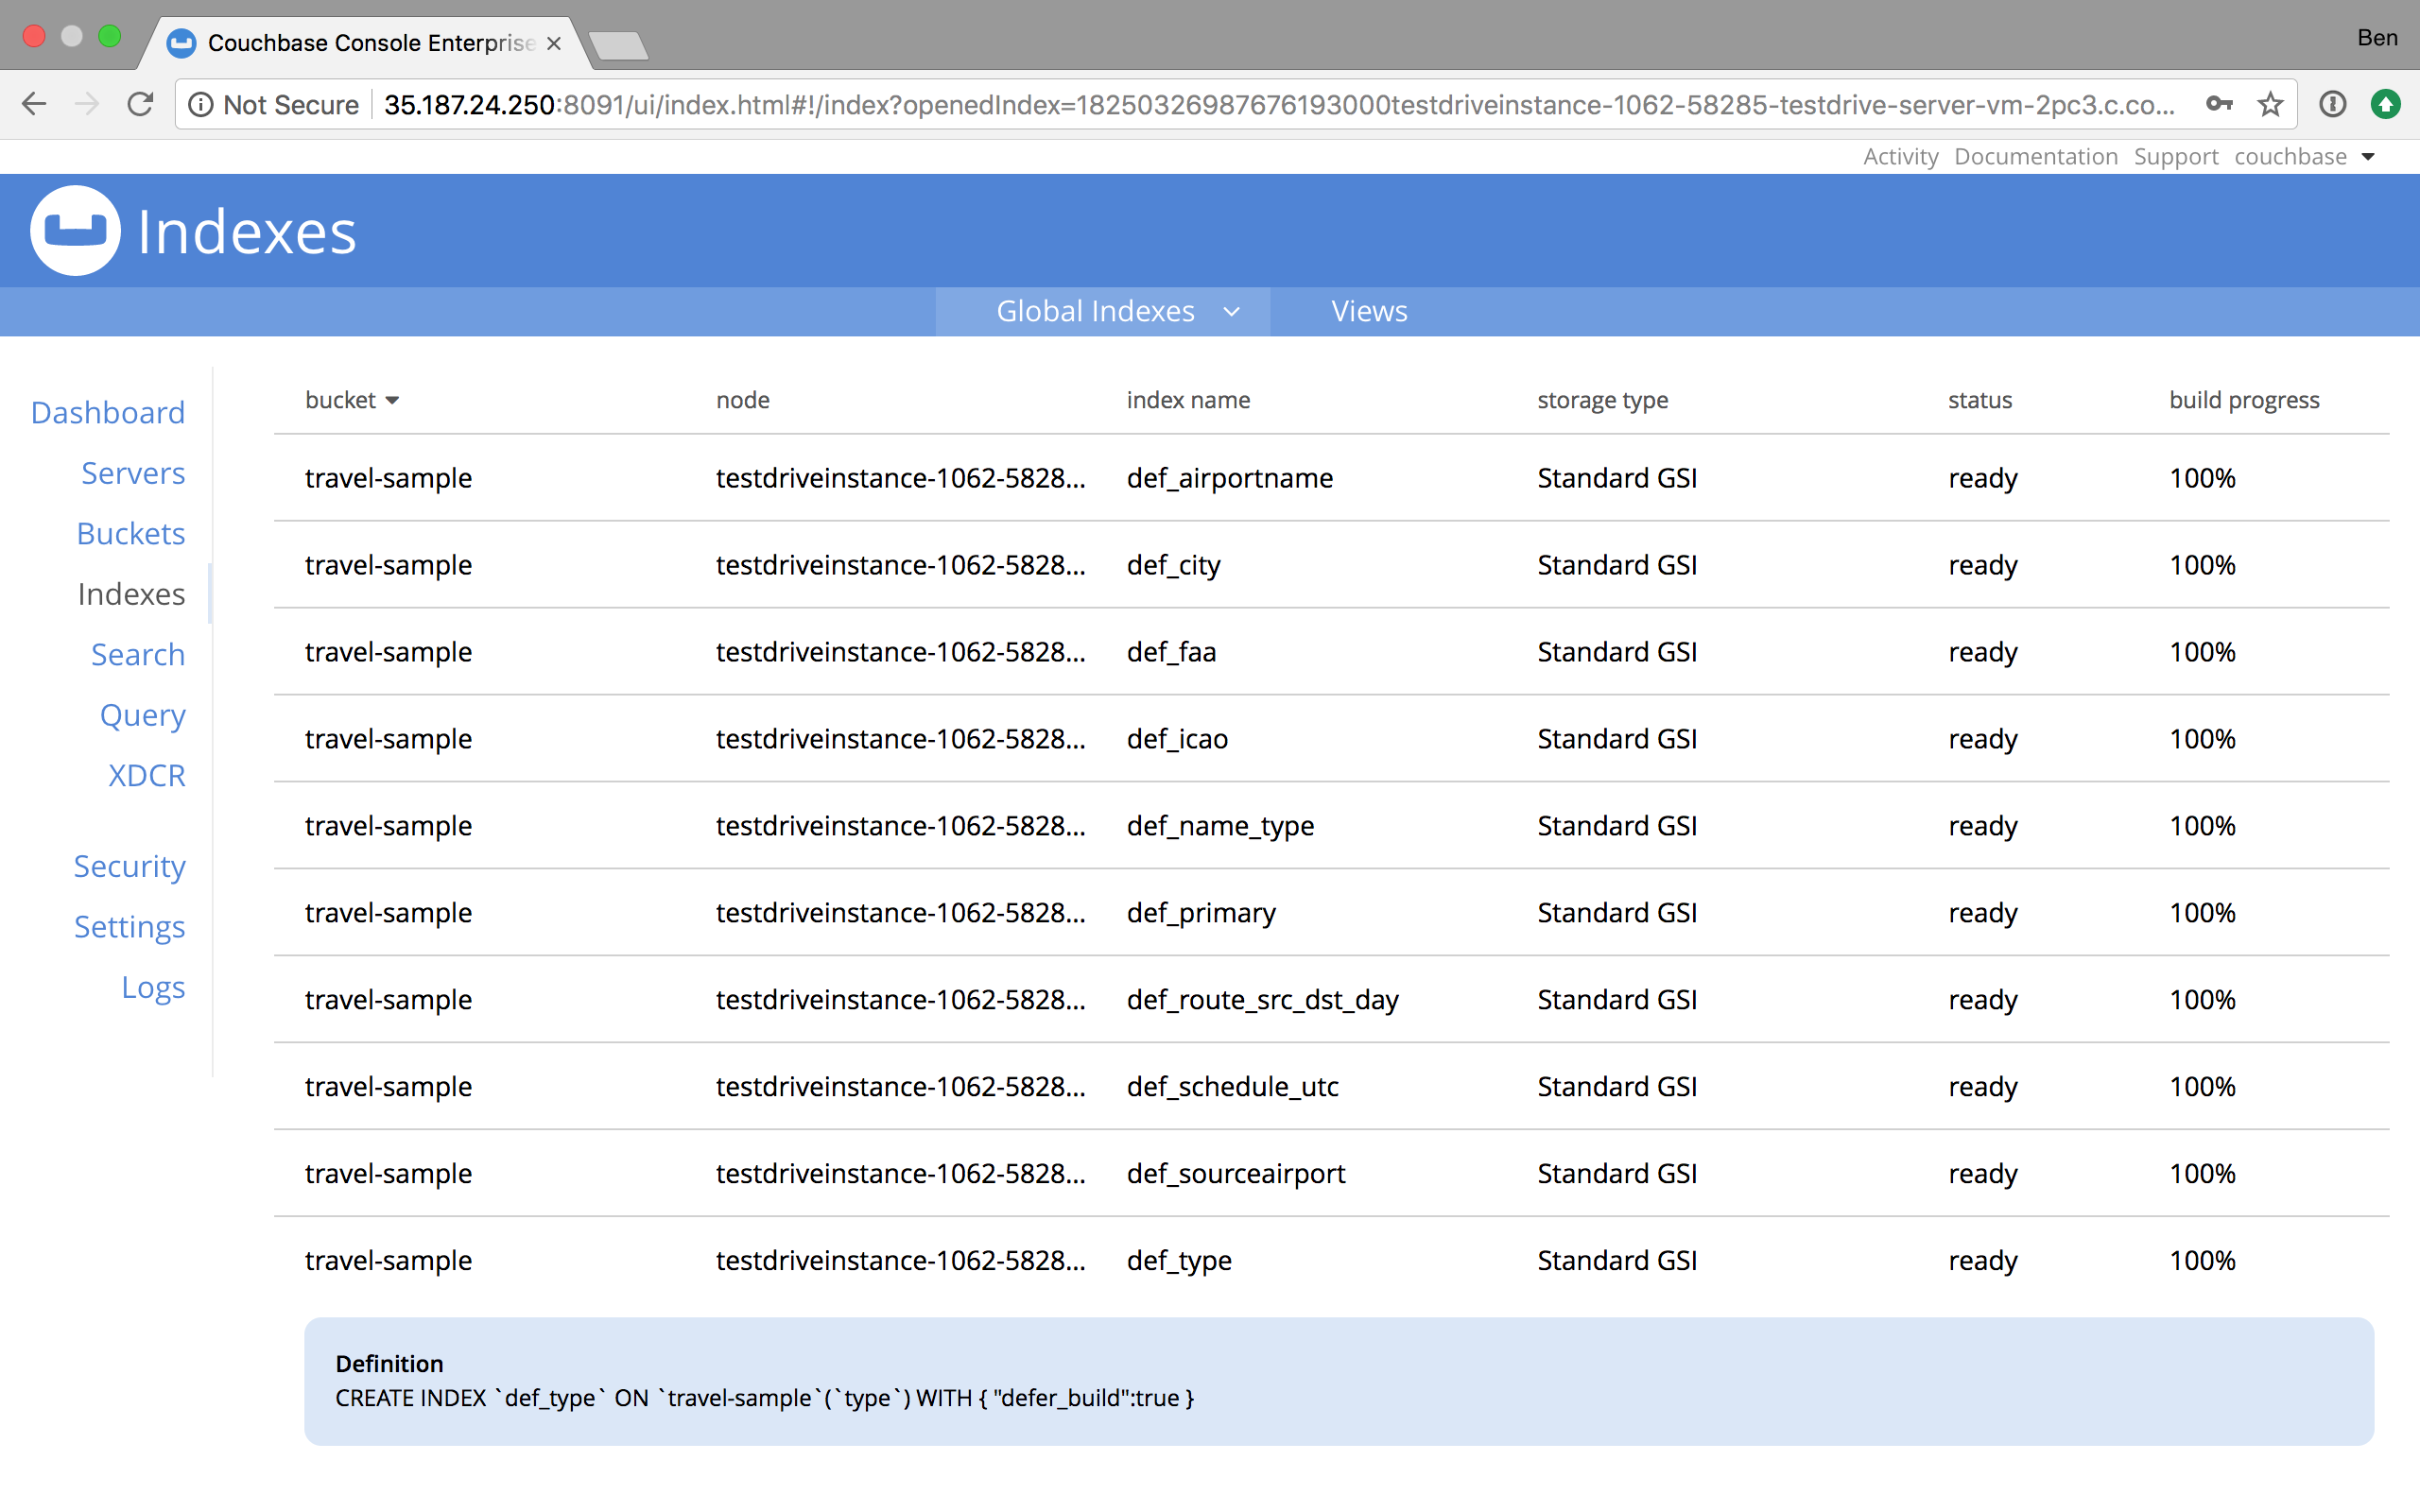 Couchbase Console Enterprise
Ben
Not Secure 35.187.24.250:8091/ui/index.html#!/index?openedIndex=18250326987676193000testdriveinstance-1062-58285-testdrive-server-vm-2pc3.c.co...
Activity Documentation Support couchbase
Indexes
Global Indexes Views
Dashboard
Servers
Buckets
Indexes
Search
Query
XDCR
Security
Settings
Logs
bucket node index name storage type status build progress
travel-sample testdriveinstance-1062-5828... def_airportname Standard GSI ready 100%
travel-sample testdriveinstance-1062-5828... def_city Standard GSI ready 100%
travel-sample testdriveinstance-1062-5828... def_faa Standard GSI ready 100%
travel-sample testdriveinstance-1062-5828... def_icao Standard GSI ready 100%
travel-sample testdriveinstance-1062-5828... def_name_type Standard GSI ready 100%
travel-sample testdriveinstance-1062-5828... def_primary Standard GSI ready 100%
travel-sample testdriveinstance-1062-5828... def_route_src_dst_day Standard GSI ready 100%
travel-sample testdriveinstance-1062-5828... def_schedule_utc Standard GSI ready 100%
travel-sample testdriveinstance-1062-5828... def_sourceairport Standard GSI ready 100%
travel-sample testdriveinstance-1062-5828... def_type Standard GSI ready 100%
Definition
CREATE INDEX `def_type` ON `travel-sample`(`type`) WITH { "defer_build":true }